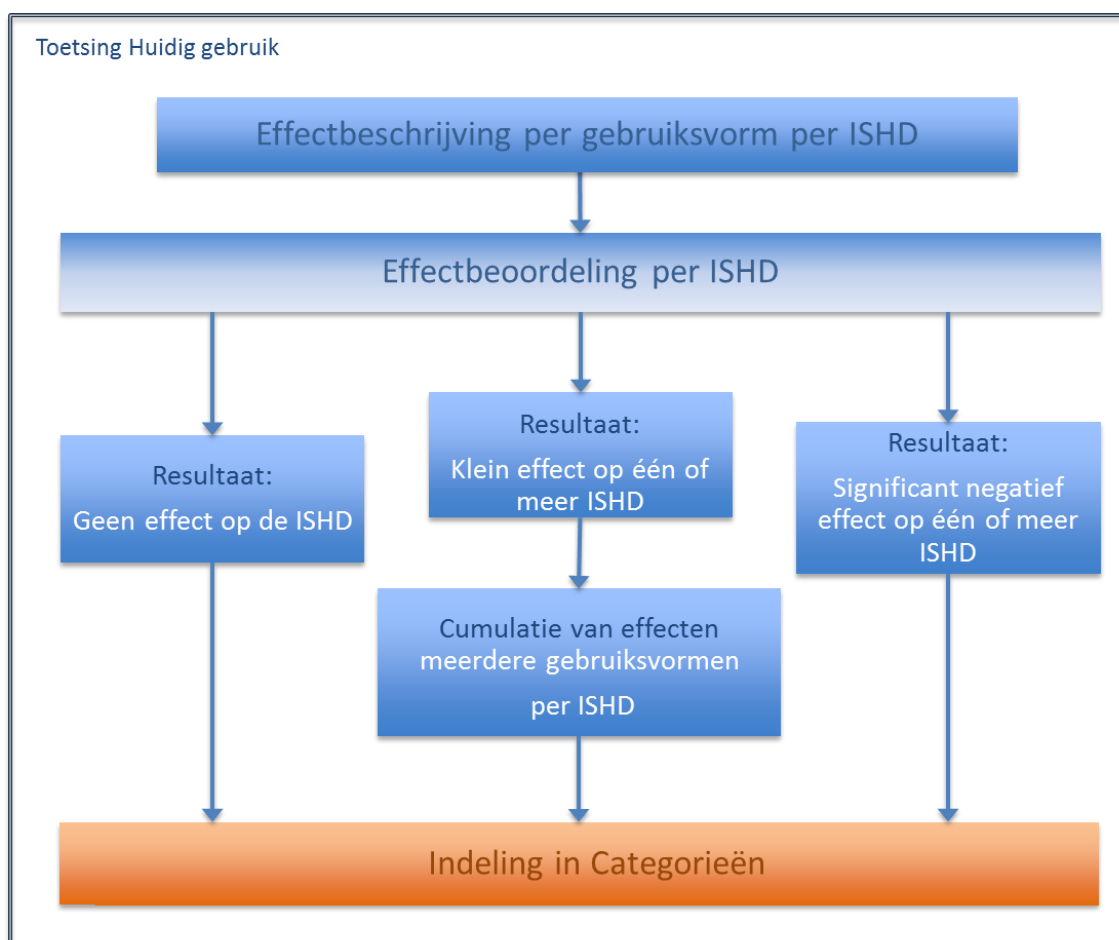 Toetsing Huidig gebruik
Effectbeschrijving per gebruiksvorm per ISHD
Effectbeoordeling per ISHD
Resultaat:
Geen effect op de ISHD
Resultaat:
Klein effect op één of
meer ISHD
Resultaat:
Significant negatief
effect op één of meer
ISHD
Cumulatie van effecten
meerdere gebruiksvormen
per ISHD
Indeling in Categorieën